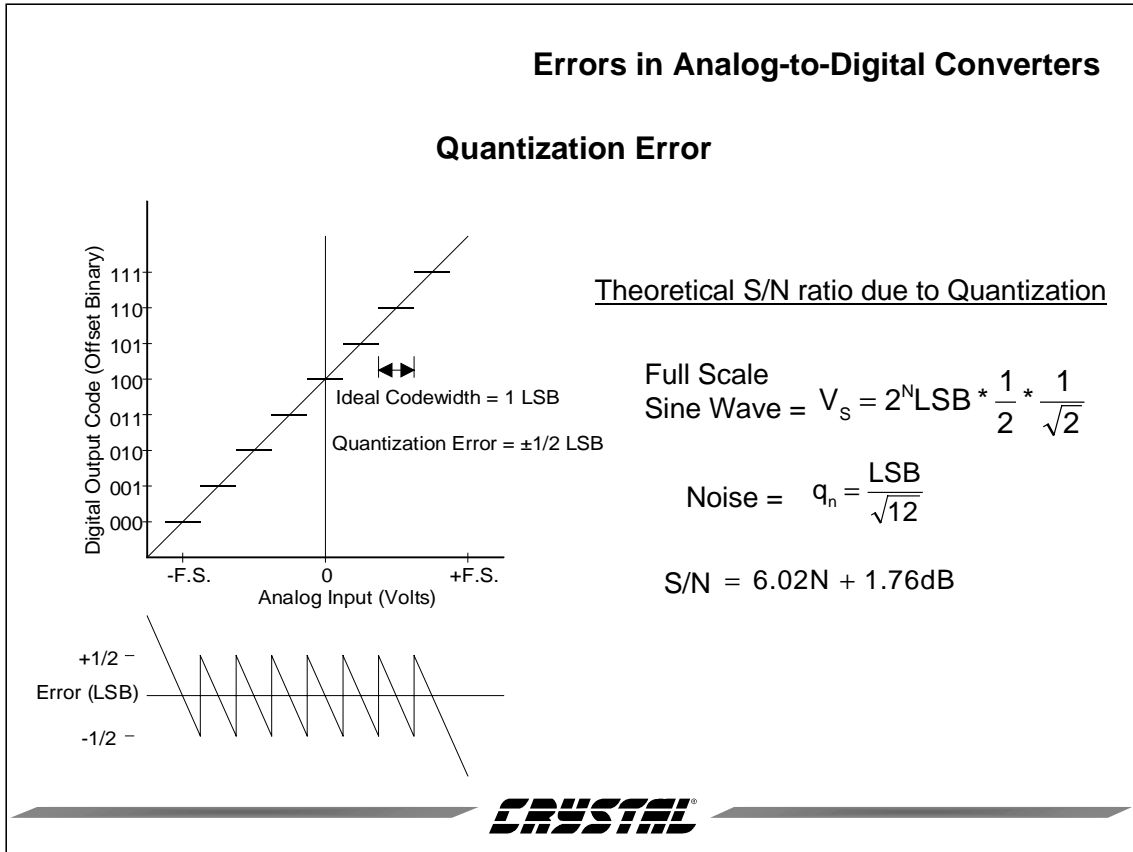 Errors in Analog-to-Digital Converters
Quantization Error
Digital Output Code (Offset Binary)
111
110
101
100
011
010
001
000
Ideal Codewidth = 1 LSB
Quantization Error = ±1/2 LSB
-F.S.
0
+F.S.
Analog Input (Volts)
+1/2
Error (LSB)
-1/2
Theoretical S/N ratio due to Quantization
Full Scale
Sine Wave = V_S = 2^N LSB * 1/2 * 1/√2
Noise = q_n = LSB/√12
S/N = 6.02N + 1.76dB
CRYSTAL®